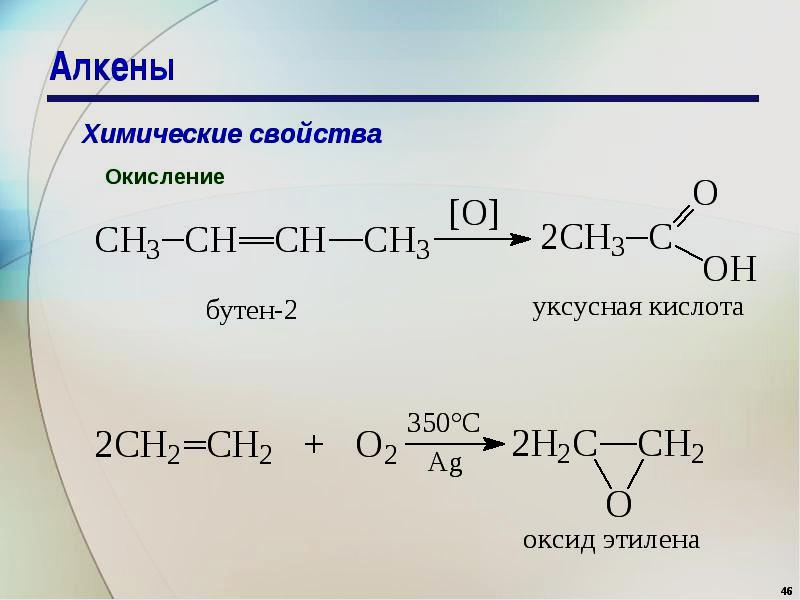 Алкены
Химические свойства
Окисление
CH3—CH=CH—CH3 [O] 2CH3—C O OH
бутен-2 уксусная кислота
2CH2=CH2 + O2 350°C Ag 2H2C—CH2 O
оксид этилена
46